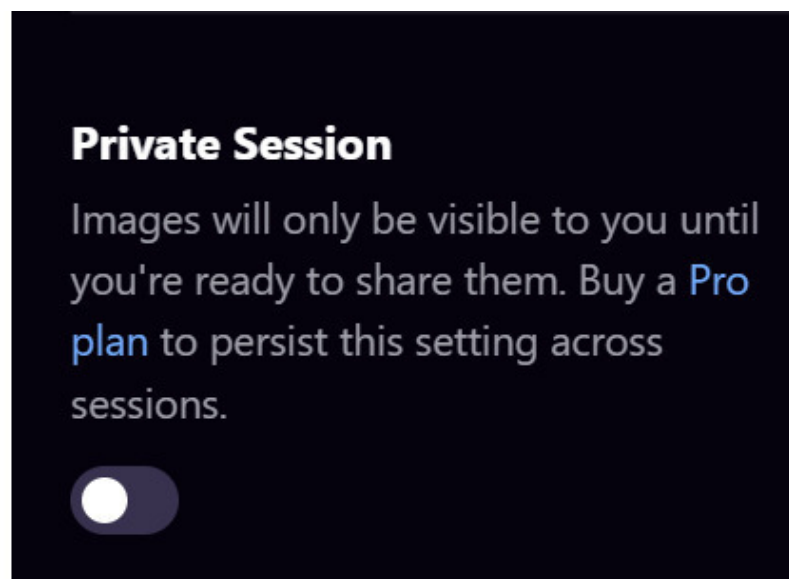 Private Session
Images will only be visible to you until
you're ready to share them. Buy a Pro
plan to persist this setting across
sessions.